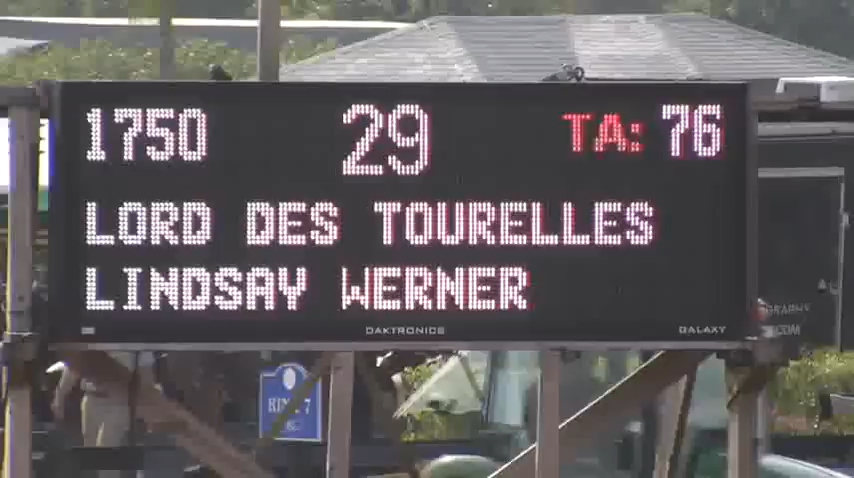 1750 29 TA: 76
LORD DES TOURELLES
LINDSAY WERNER
DAKTRONICS GALAXY